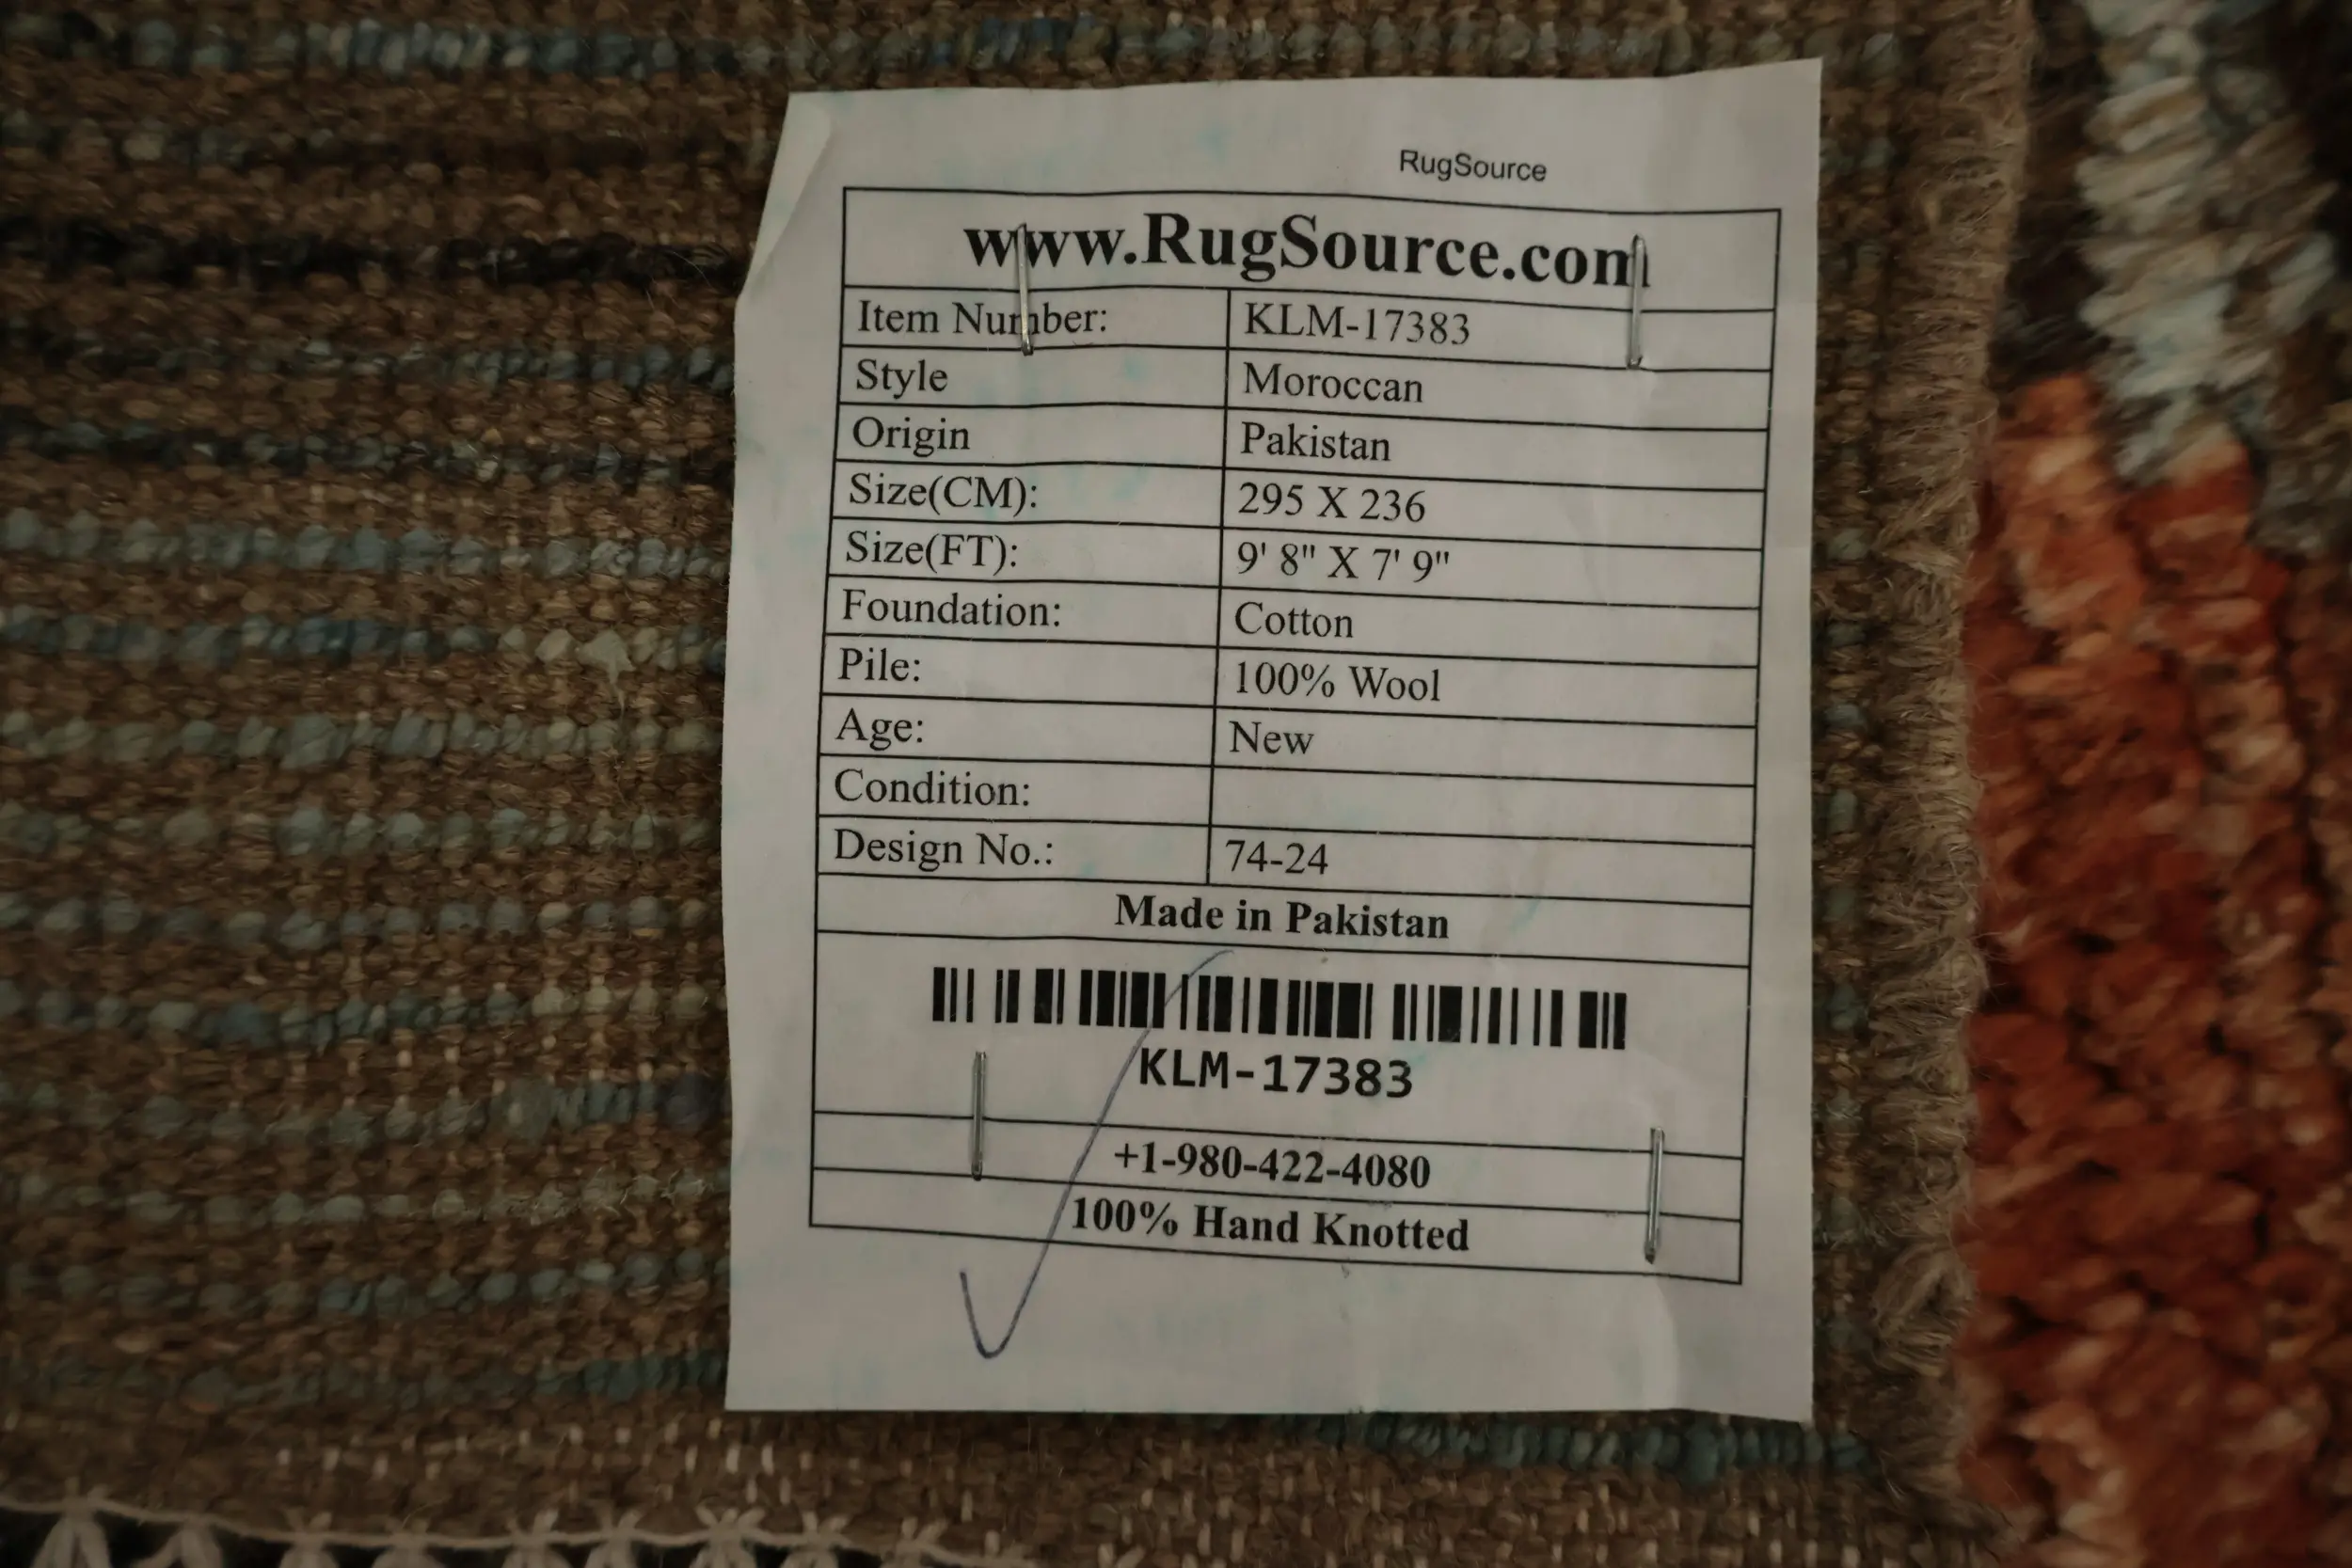 RugSource
www.RugSource.com
Item Number: KLM-17383
Style Moroccan
Origin Pakistan
Size(CM): 295 X 236
Size(FT): 9' 8" X 7' 9"
Foundation: Cotton
Pile: 100% Wool
Age: New
Condition:
Design No.: 74-24
Made in Pakistan
KLM-17383
+1-980-422-4080
100% Hand Knotted